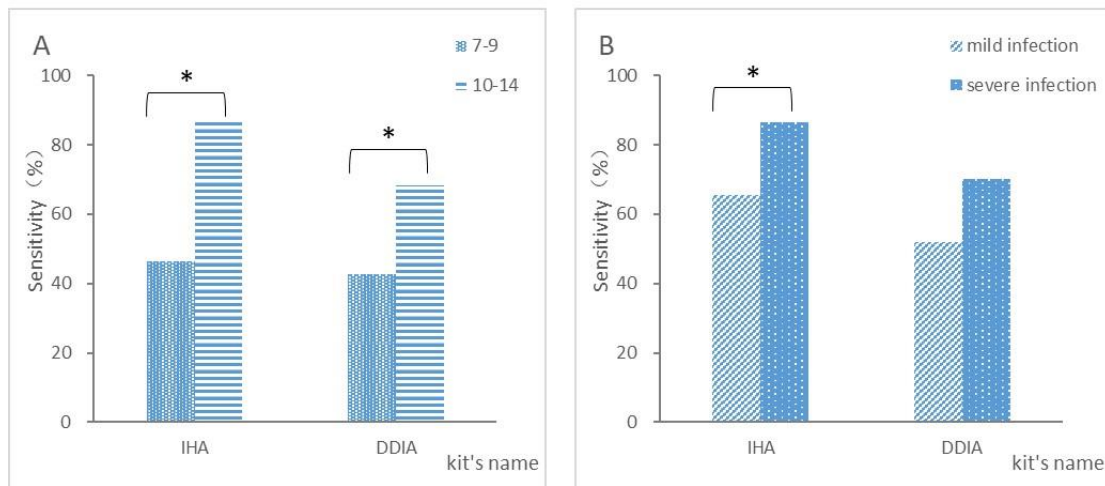 A
7-9
10-14
100
80
60
40
20
0
Sensitivity（%）
*
*
IHA
DDIA
kit's name
B
mild infection
severe infection
100
80
60
40
20
0
Sensitivity（%）
*
IHA
DDIA
kit's name